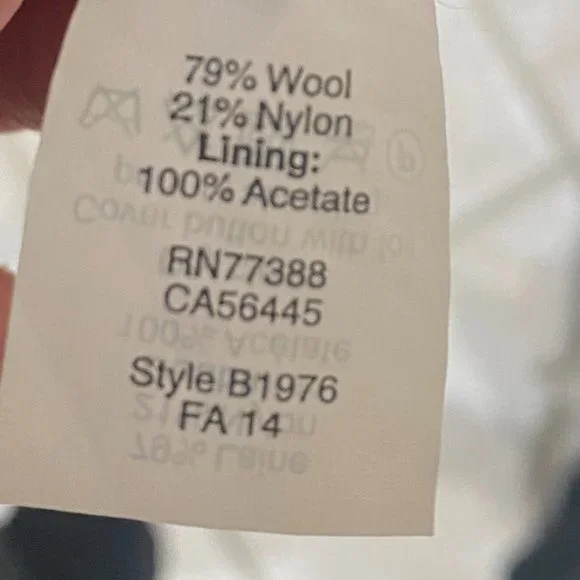 79% Wool
21% Nylon
Lining:
100% Acetate
RN77388
CA56445
Style B1976
FA 14